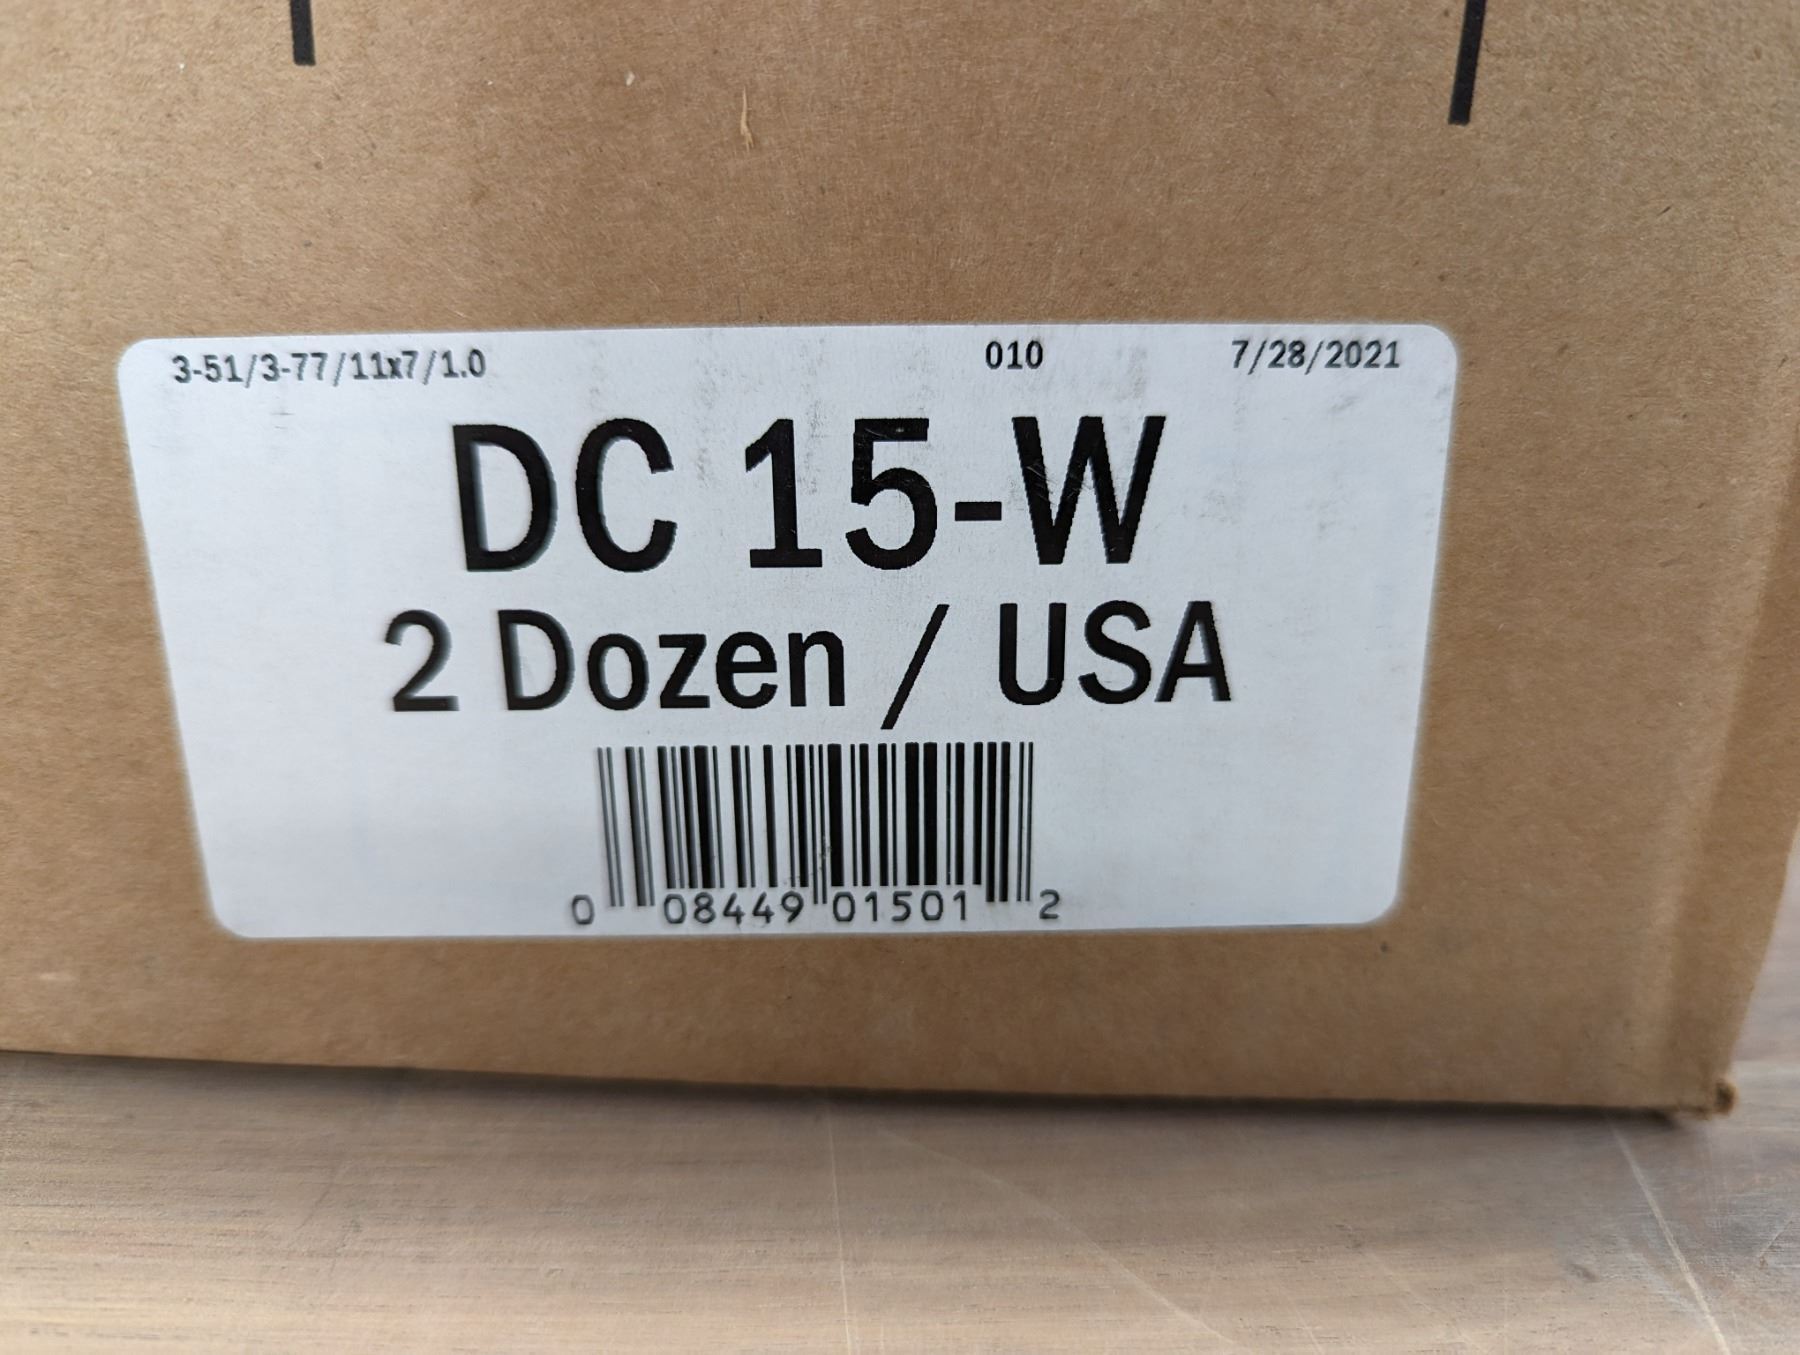 3-51/3-77/11x7/1.0 010 7/28/2021
DC 15-W
2 Dozen / USA
0 08449 01501 2